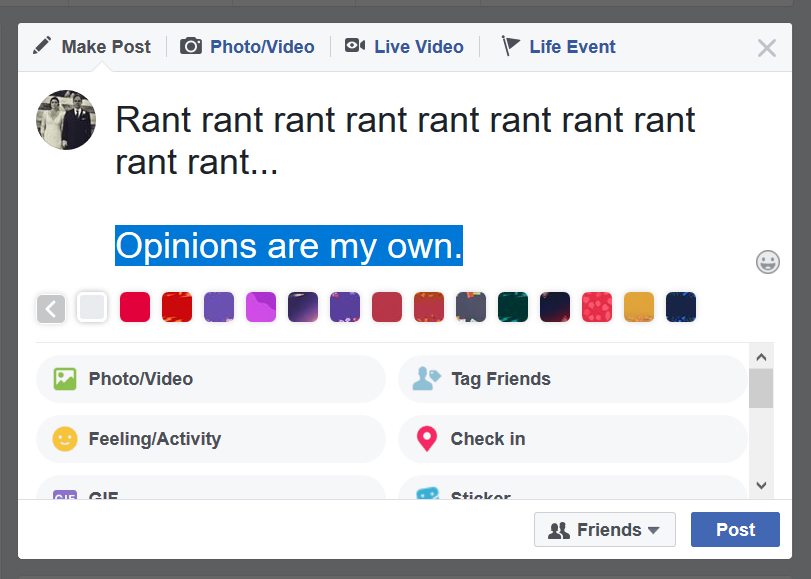 Make Post
Photo/Video
Live Video
Life Event
Rant rant rant rant rant rant rant rant
rant rant...
Opinions are my own.
Photo/Video
Tag Friends
Feeling/Activity
Check in
GIF
GIF
Sticker
Friends
Post